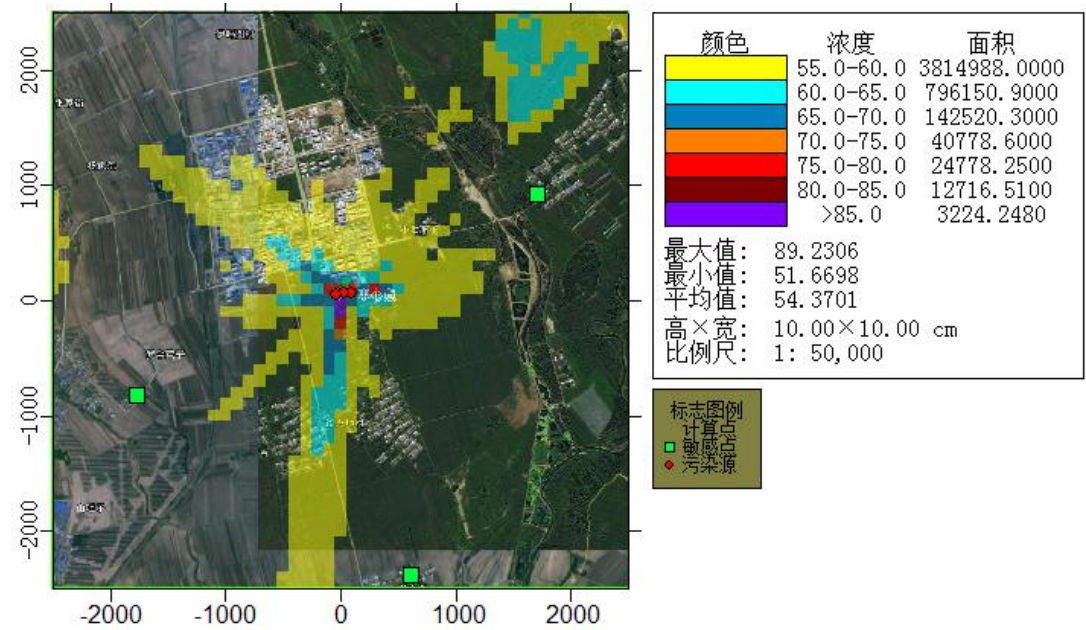 颜色 浓度 面积
55.0-60.0 3814988.0000
60.0-65.0 796150.9000
65.0-70.0 142520.3000
70.0-75.0 40778.6000
75.0-80.0 24778.2500
80.0-85.0 12716.5100
>85.0 3224.2480
最大值: 89.2306
最小值: 51.6698
平均值: 54.3701
高×宽: 10.00×10.00 cm
比例尺: 1: 50,000
标志图例
计算点
敏感点
污染源
20000
10000
0
-10000
-20000
-2000 -1000 0 1000 2000